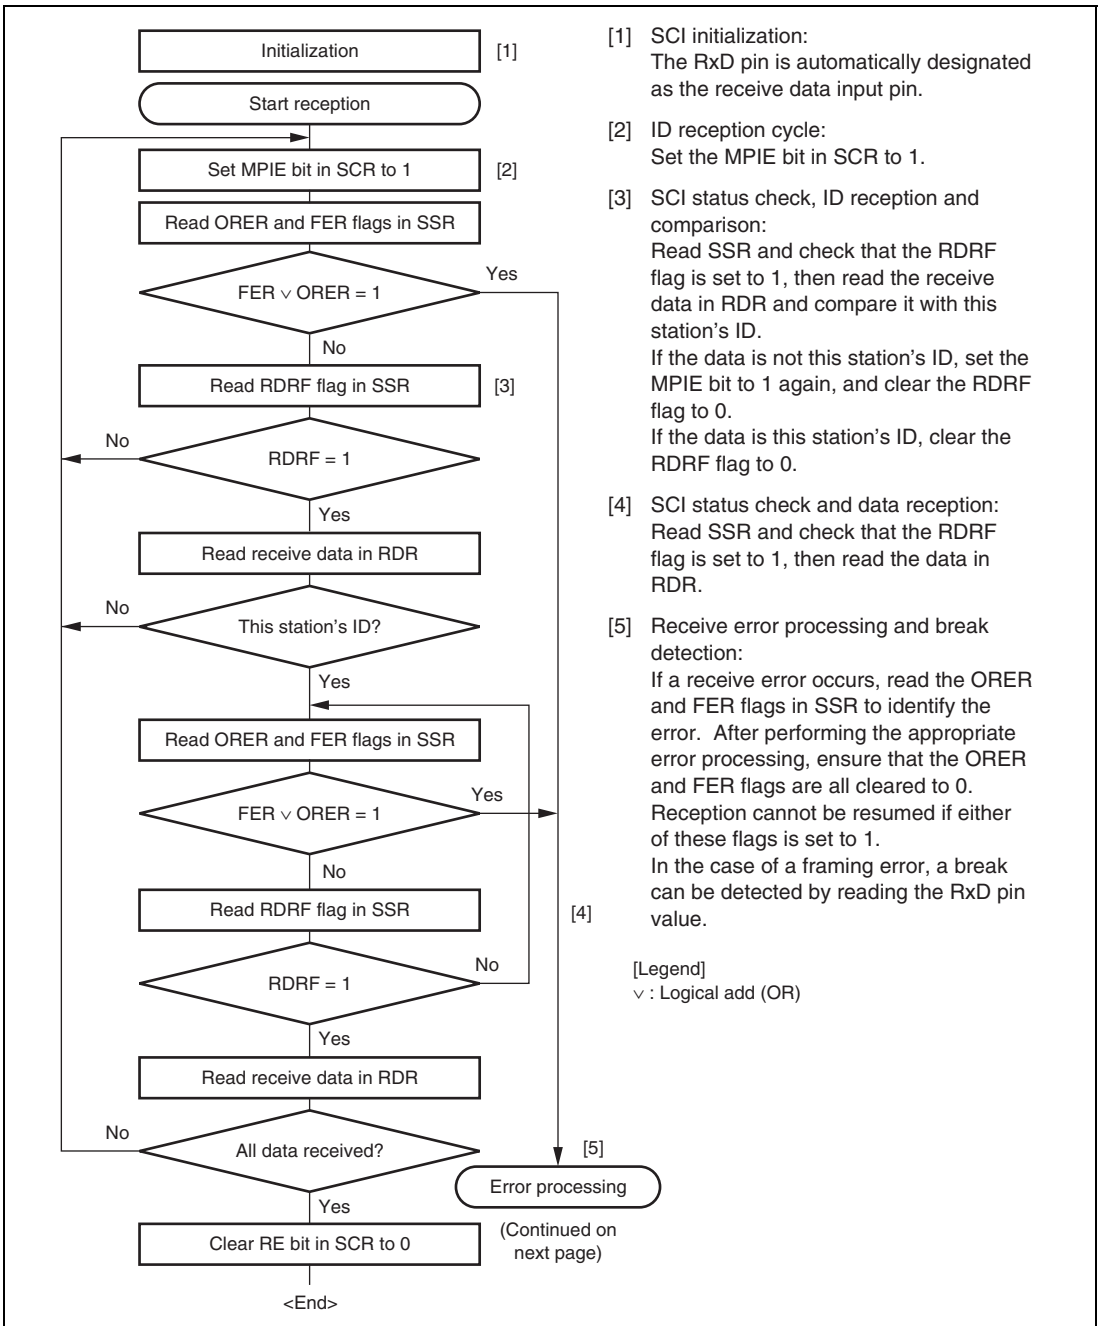 Initialization
[1]
Start reception
Set MPIE bit in SCR to 1
[2]
Read ORER and FER flags in SSR
FER ∨ ORER = 1
Yes
No
Read RDRF flag in SSR
[3]
RDRF = 1
No
Yes
Read receive data in RDR
This station's ID?
No
Yes
Read ORER and FER flags in SSR
FER ∨ ORER = 1
Yes
No
Read RDRF flag in SSR
[4]
RDRF = 1
No
Yes
Read receive data in RDR
All data received?
No
Yes
[5]
Error processing
(Continued on
next page)
Clear RE bit in SCR to 0
<End>
[1] SCI initialization:
The RxD pin is automatically designated
as the receive data input pin.
[2] ID reception cycle:
Set the MPIE bit in SCR to 1.
[3] SCI status check, ID reception and
comparison:
Read SSR and check that the RDRF
flag is set to 1, then read the receive
data in RDR and compare it with this
station's ID.
If the data is not this station's ID, set the
MPIE bit to 1 again, and clear the RDRF
flag to 0.
If the data is this station's ID, clear the
RDRF flag to 0.
[4] SCI status check and data reception:
Read SSR and check that the RDRF
flag is set to 1, then read the data in
RDR.
[5] Receive error processing and break
detection:
If a receive error occurs, read the ORER
and FER flags in SSR to identify the
error. After performing the appropriate
error processing, ensure that the ORER
and FER flags are all cleared to 0.
Reception cannot be resumed if either
of these flags is set to 1.
In the case of a framing error, a break
can be detected by reading the RxD pin
value.
[Legend]
∨ : Logical add (OR)